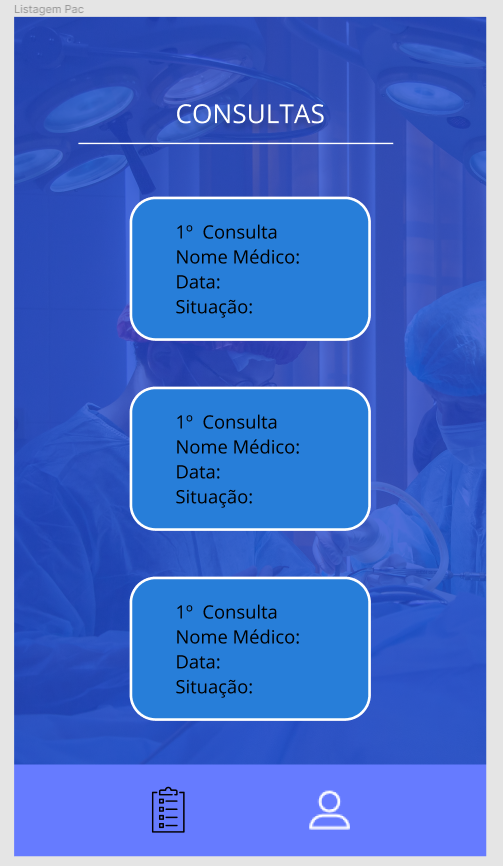 Listagem Pac
CONSULTAS
1º  Consulta
Nome Médico:
Data:
Situação:
1º  Consulta
Nome Médico:
Data:
Situação:
1º  Consulta
Nome Médico:
Data:
Situação: